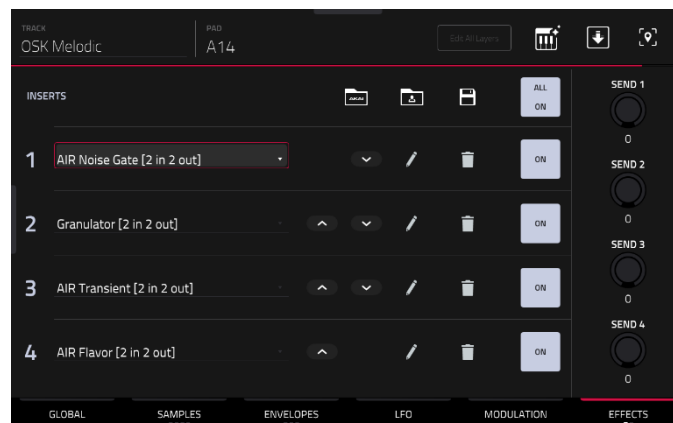 TRACK
OSK Melodic
PAD
A14
Edit All Layers
INSERTS
AKAI
ALL
ON
1 AIR Noise Gate [2 in 2 out] ON
2 Granulator [2 in 2 out] ON
3 AIR Transient [2 in 2 out] ON
4 AIR Flavor [2 in 2 out] ON
SEND 1
0
SEND 2
0
SEND 3
0
SEND 4
0
GLOBAL SAMPLES ENVELOPES LFO MODULATION EFFECTS